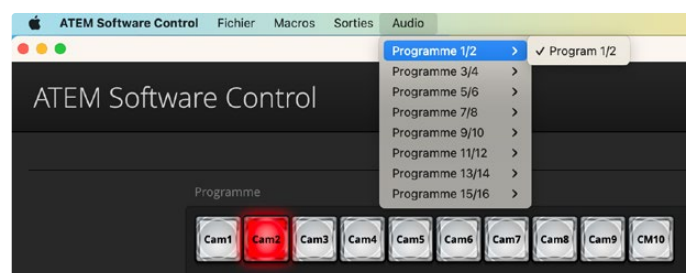 ATEM Software Control Fichier Macros Sorties Audio
Programme 1/2 ✓ Program 1/2
Programme 3/4
Programme 5/6
Programme 7/8
Programme 9/10
Programme 11/12
Programme 13/14
Programme 15/16
ATEM Software Control
Programme
Cam1 Cam2 Cam3 Cam4 Cam5 Cam6 Cam7 Cam8 Cam9 CM10